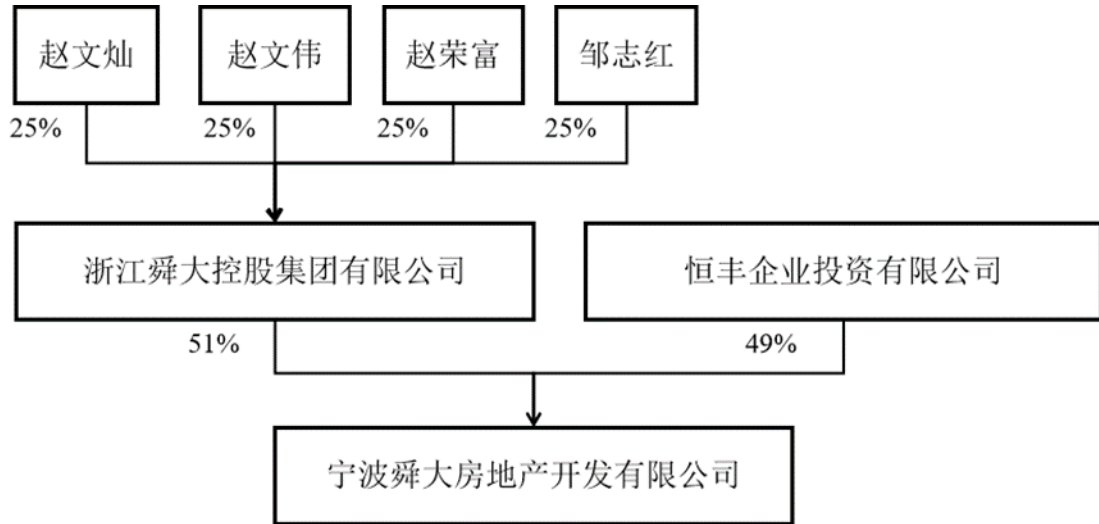 赵文灿
赵文伟
赵荣富
邹志红
25%
25%
25%
25%
浙江舜大控股集团有限公司
恒丰企业投资有限公司
51%
49%
宁波舜大房地产开发有限公司